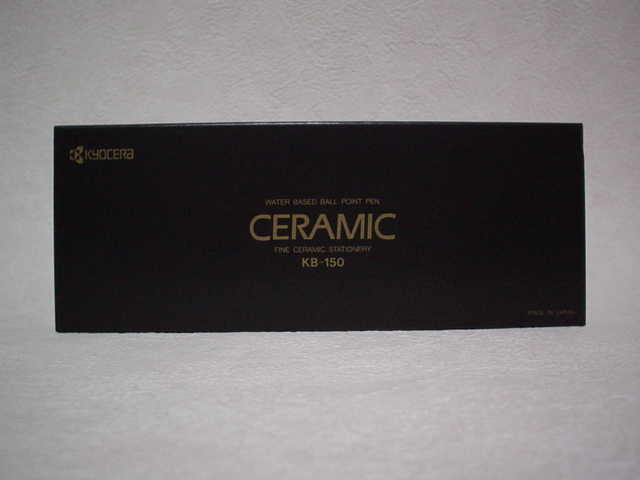 KYOCERA
WATER BASED BALL POINT PEN
CERAMIC
FINE CERAMIC STATIONERY
KB-150
MADE IN JAPAN